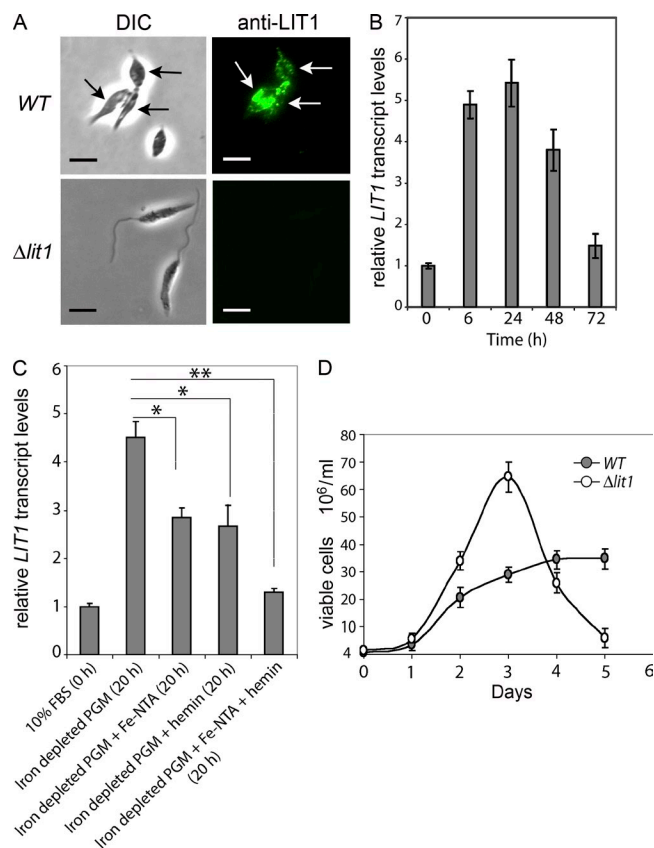 A
DIC
anti-LIT1
WT
Δlit1
B
relative LIT1 transcript levels
7
6
5
4
3
2
1
0
6
24
48
72
Time (h)
C
relative LIT1 transcript levels
6
5
4
3
2
1
0
**
*
*
10% FBS (0 h)
Iron depleted PGM (20 h)
Iron depleted PGM + Fe-NTA (20 h)
Iron depleted PGM + hemin (20 h)
Iron depleted PGM + Fe-NTA + hemin
(20 h)
D
viable cells 10⁶/ml
80
70
60
50
40
30
20
10
4
WT
Δlit1
0
1
2
3
4
5
6
Days